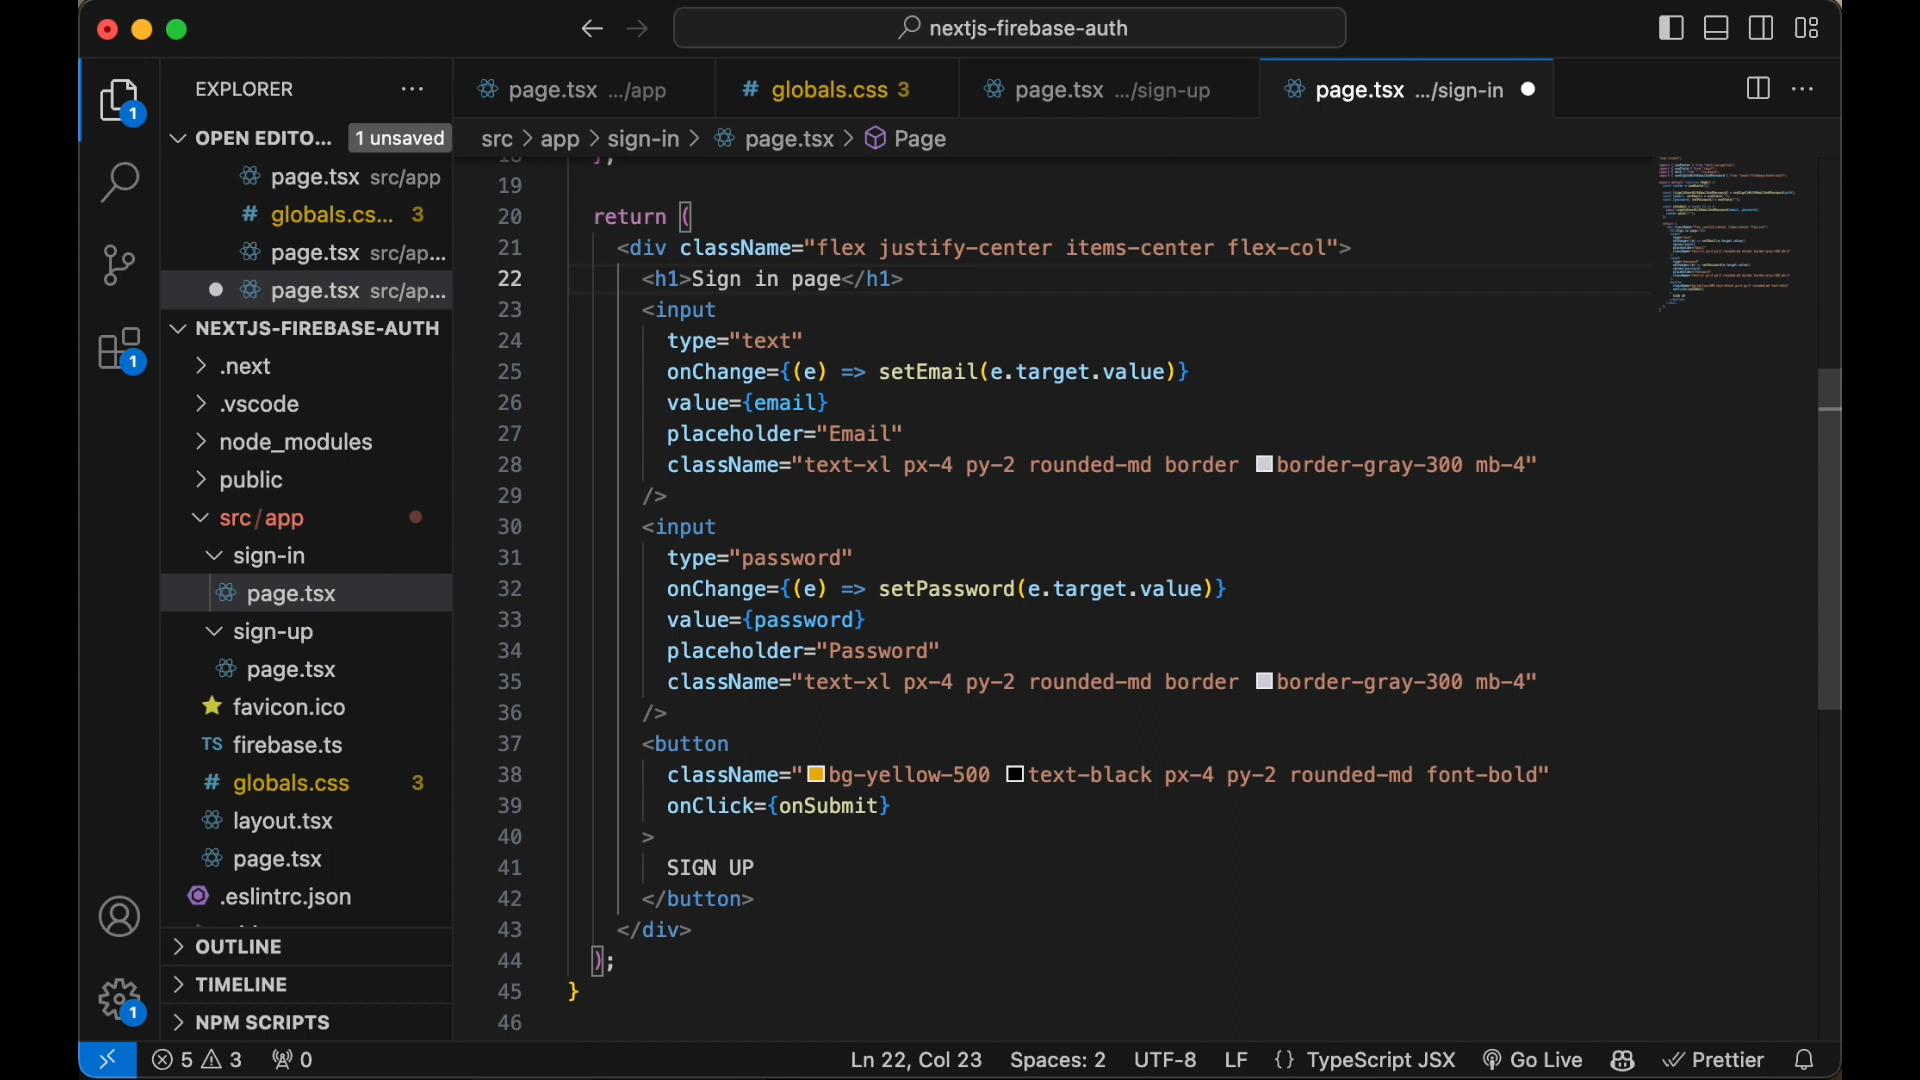 nextjs-firebase-auth
EXPLORER
page.tsx .../app
globals.css 3
page.tsx .../sign-up
page.tsx .../sign-in
OPEN EDITO... 1 unsaved
src > app > sign-in > page.tsx > Page
page.tsx src/app
globals.cs... 3
page.tsx src/ap...
page.tsx src/ap...
NEXTJS-FIREBASE-AUTH
.next
.vscode
node_modules
public
src/app
sign-in
page.tsx
sign-up
page.tsx
favicon.ico
TS firebase.ts
# globals.css 3
layout.tsx
page.tsx
.eslintrc.json
OUTLINE
TIMELINE
NPM SCRIPTS
1
1
1
18 };
19
20 return (
21 <div className="flex justify-center items-center flex-col">
22 <h1>Sign in page</h1>
23 <input
24 type="text"
25 onChange={(e) => setEmail(e.target.value)}
26 value={email}
27 placeholder="Email"
28 className="text-xl px-4 py-2 rounded-md border border-gray-300 mb-4"
29 />
30 <input
31 type="password"
32 onChange={(e) => setPassword(e.target.value)}
33 value={password}
34 placeholder="Password"
35 className="text-xl px-4 py-2 rounded-md border border-gray-300 mb-4"
36 />
37 <button
38 className="bg-yellow-500 text-black px-4 py-2 rounded-md font-bold"
39 onClick={onSubmit}
40 >
41 SIGN UP
42 </button>
43 </div>
44 );
45 }
46
5 3 0 Ln 22, Col 23 Spaces: 2 UTF-8 LF {} TypeScript JSX Go Live Prettier